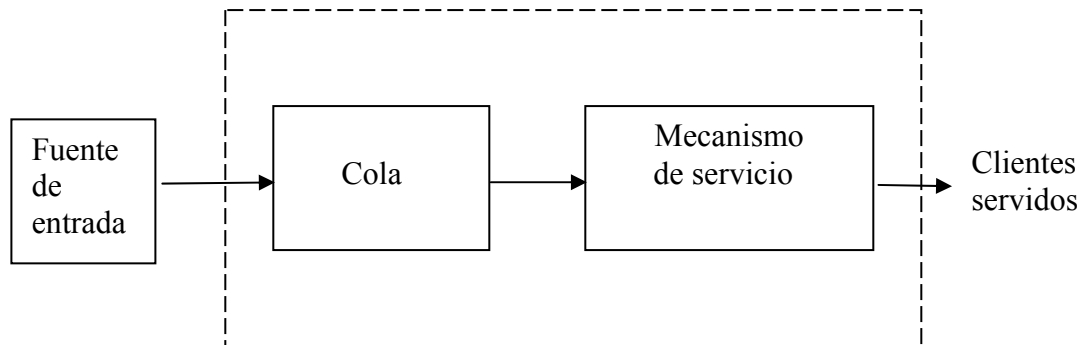 Fuente
de
entrada
Cola
Mecanismo
de servicio
Clientes
servidos